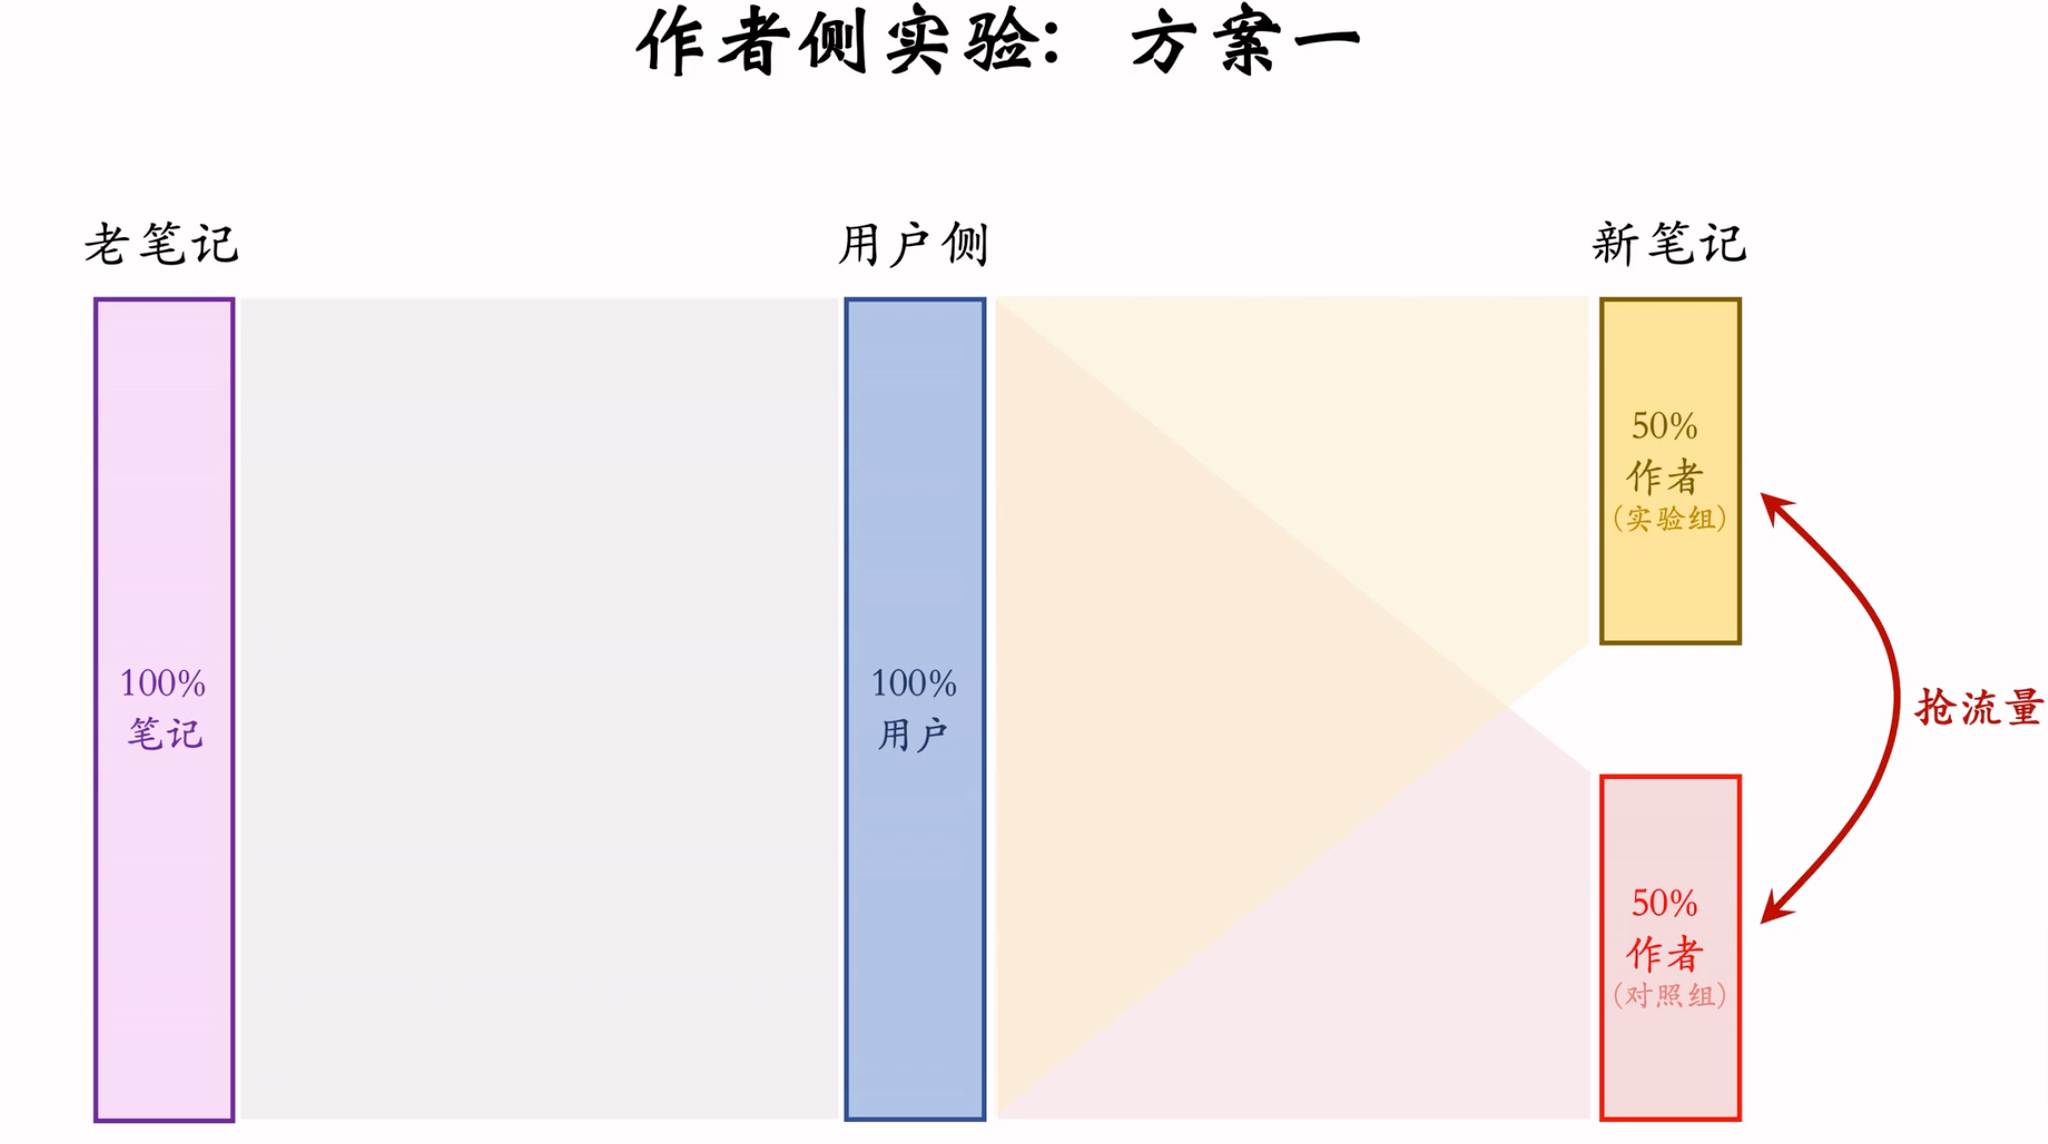 作者侧实验：方案一
老笔记
用户侧
新笔记
100%
笔记
100%
用户
50%
作者
(实验组)
抢流量
50%
作者
(对照组)